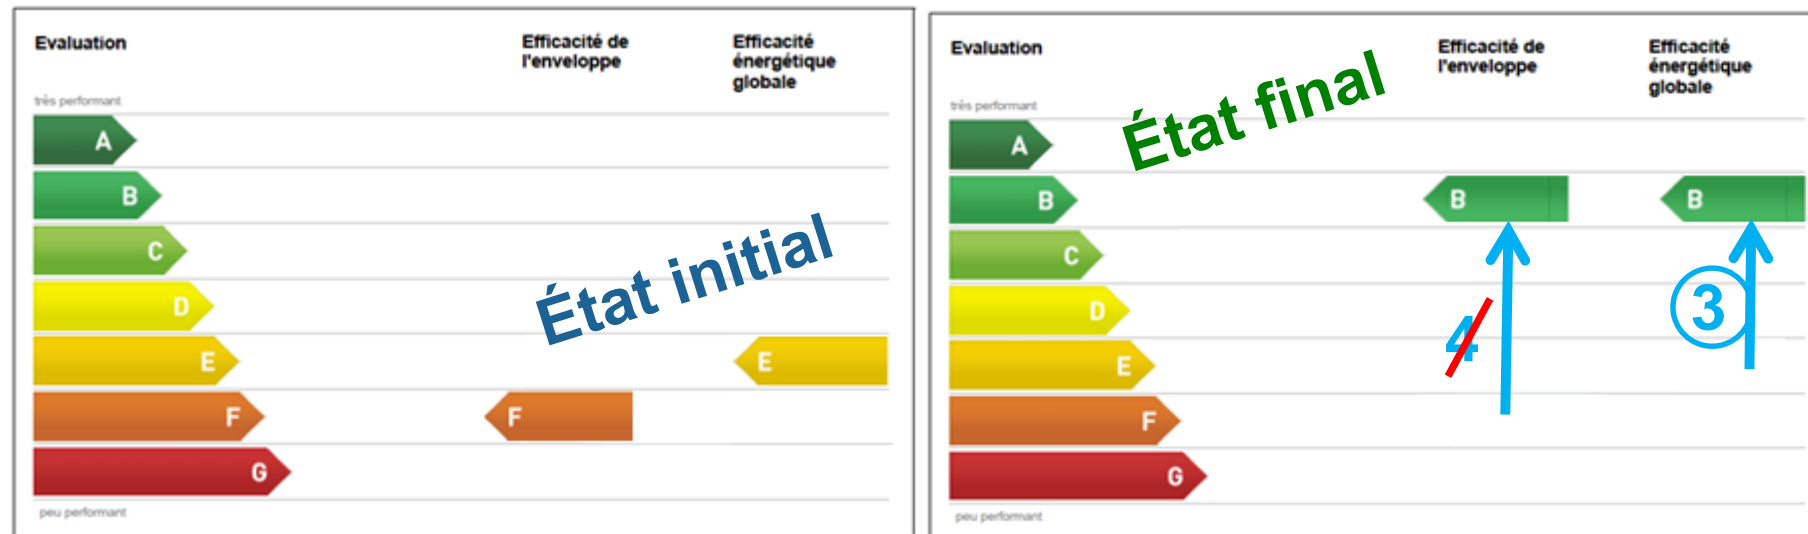 Evaluation
Efficacité de
l'enveloppe
Efficacité
énergétique
globale
très performant
A
B
C
D
E
E
F
F
G
peu performant
État initial
Evaluation
Efficacité de
l'enveloppe
Efficacité
énergétique
globale
très performant
État final
A
B
B
B
C
D
E
F
G
4
3
peu performant